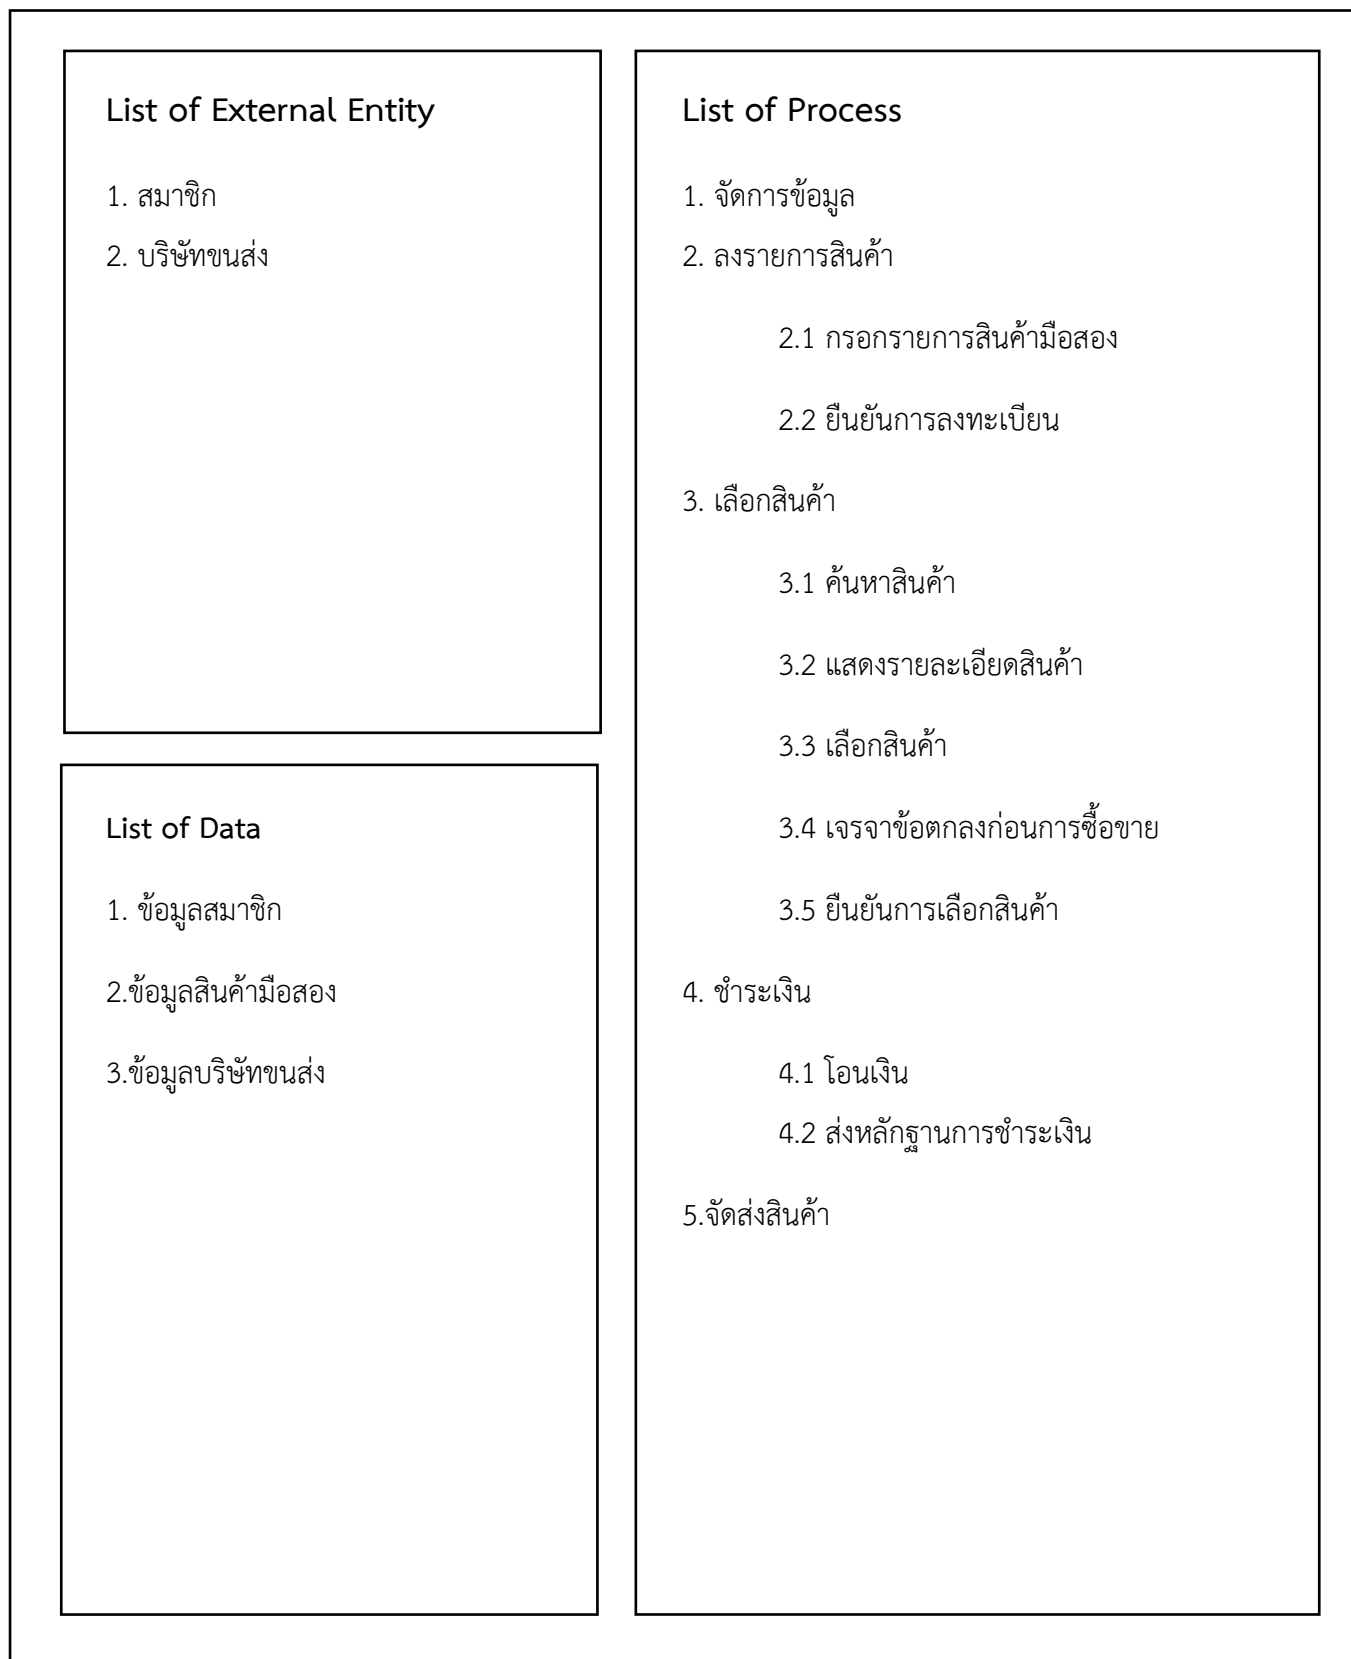 List of External Entity
1. สมาชิก
2. บริษัทขนส่ง
List of Data
1. ข้อมูลสมาชิก
2.ข้อมูลสินค้ามือสอง
3.ข้อมูลบริษัทขนส่ง
List of Process
1. จัดการข้อมูล
2. ลงรายการสินค้า
2.1 กรอกรายการสินค้ามือสอง
2.2 ยืนยันการลงทะเบียน
3. เลือกสินค้า
3.1 ค้นหาสินค้า
3.2 แสดงรายละเอียดสินค้า
3.3 เลือกสินค้า
3.4 เจรจาข้อตกลงก่อนการซื้อขาย
3.5 ยืนยันการเลือกสินค้า
4. ชำระเงิน
4.1 โอนเงิน
4.2 ส่งหลักฐานการชำระเงิน
5.จัดส่งสินค้า